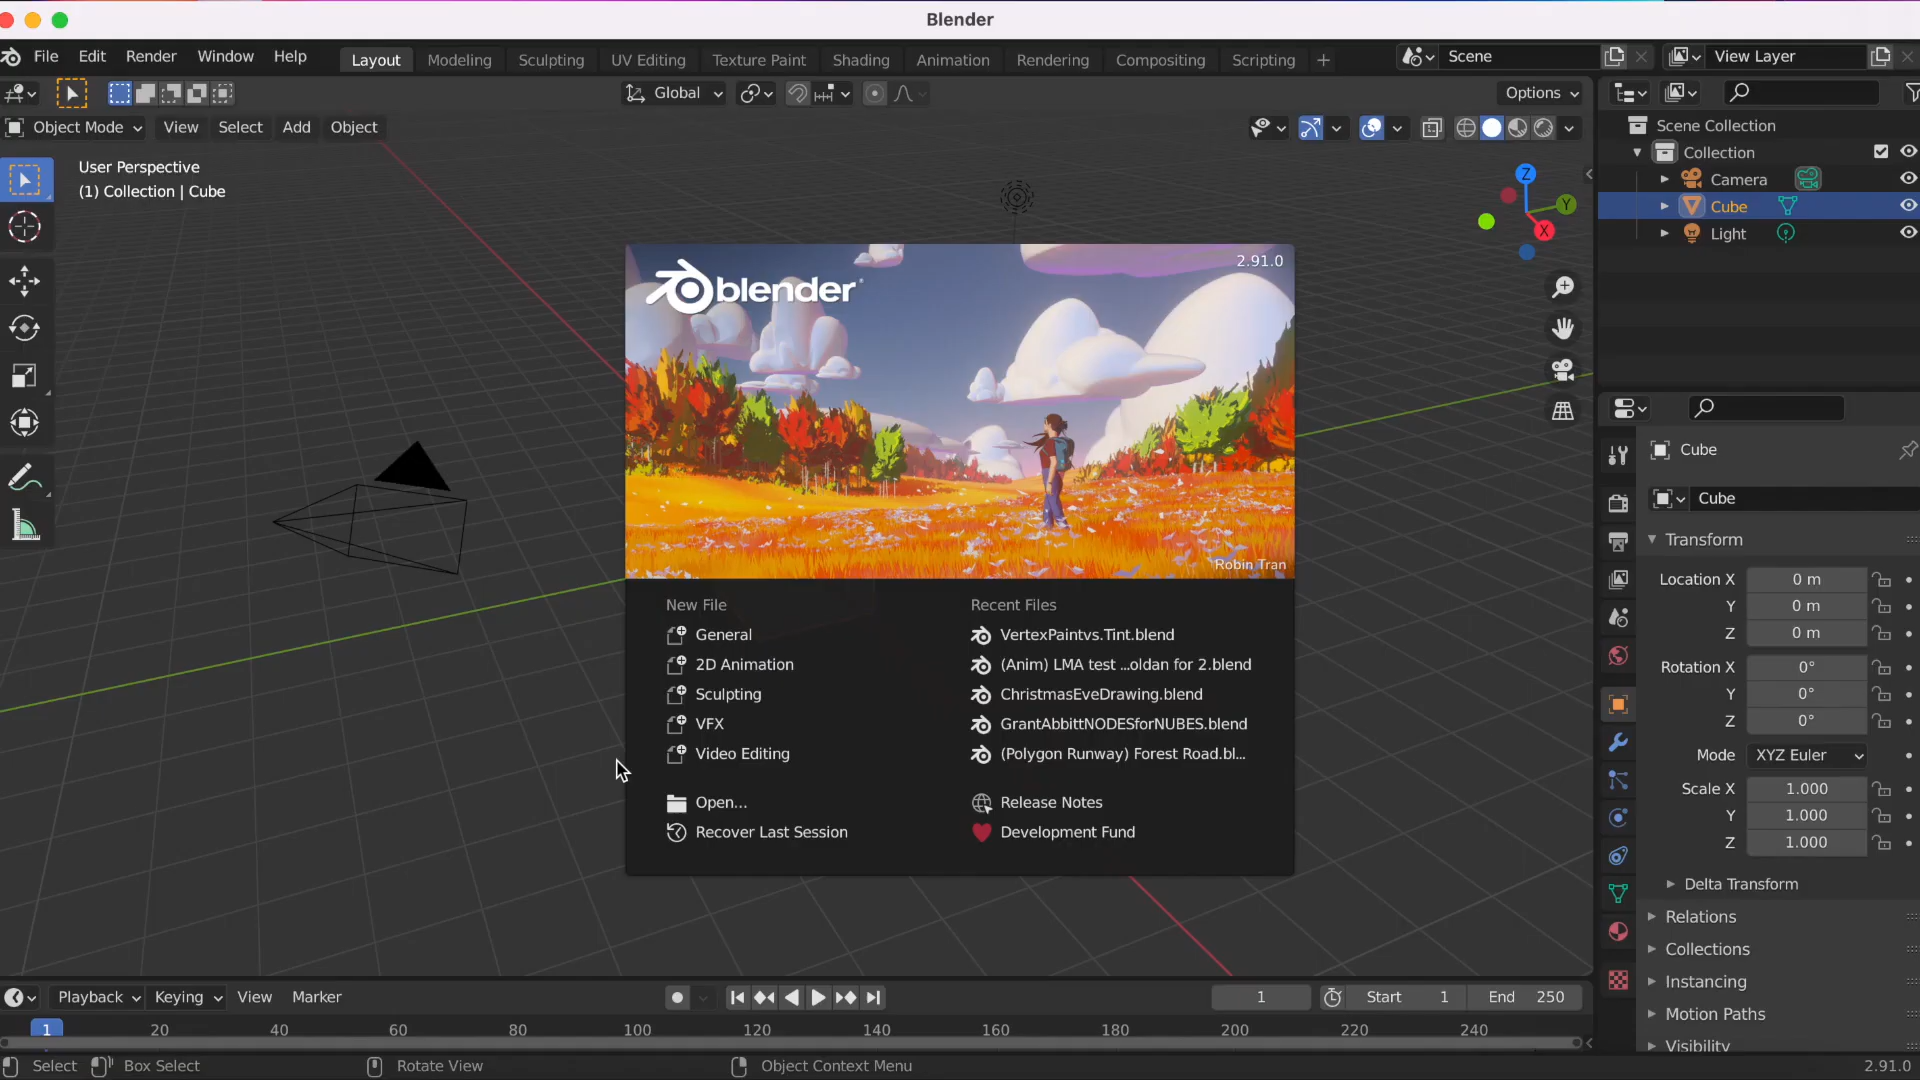 Blender
File Edit Render Window Help Layout Modeling Sculpting UV Editing Texture Paint Shading Animation Rendering Compositing Scripting + Scene View Layer
Global Options
Object Mode View Select Add Object
User Perspective
(1) Collection | Cube
Z
Y
X
Scene Collection
Collection
Camera
Cube
Light
blender
2.91.0
Robin Tran
New File
General
2D Animation
Sculpting
VFX
Video Editing
Open...
Recover Last Session
Recent Files
VertexPaintvs.Tint.blend
(Anim) LMA test ...oldan for 2.blend
ChristmasEveDrawing.blend
GrantAbbittNODESforNUBES.blend
(Polygon Runway) Forest Road.bl...
Release Notes
Development Fund
Cube
Cube
Transform
Location X 0 m
Y 0 m
Z 0 m
Rotation X 0°
Y 0°
Z 0°
Mode XYZ Euler
Scale X 1.000
Y 1.000
Z 1.000
Delta Transform
Relations
Collections
Instancing
Motion Paths
Visibility
Playback Keying View Marker 1 Start 1 End 250
1 20 40 60 80 100 120 140 160 180 200 220 240
Select Box Select Rotate View Object Context Menu 2.91.0